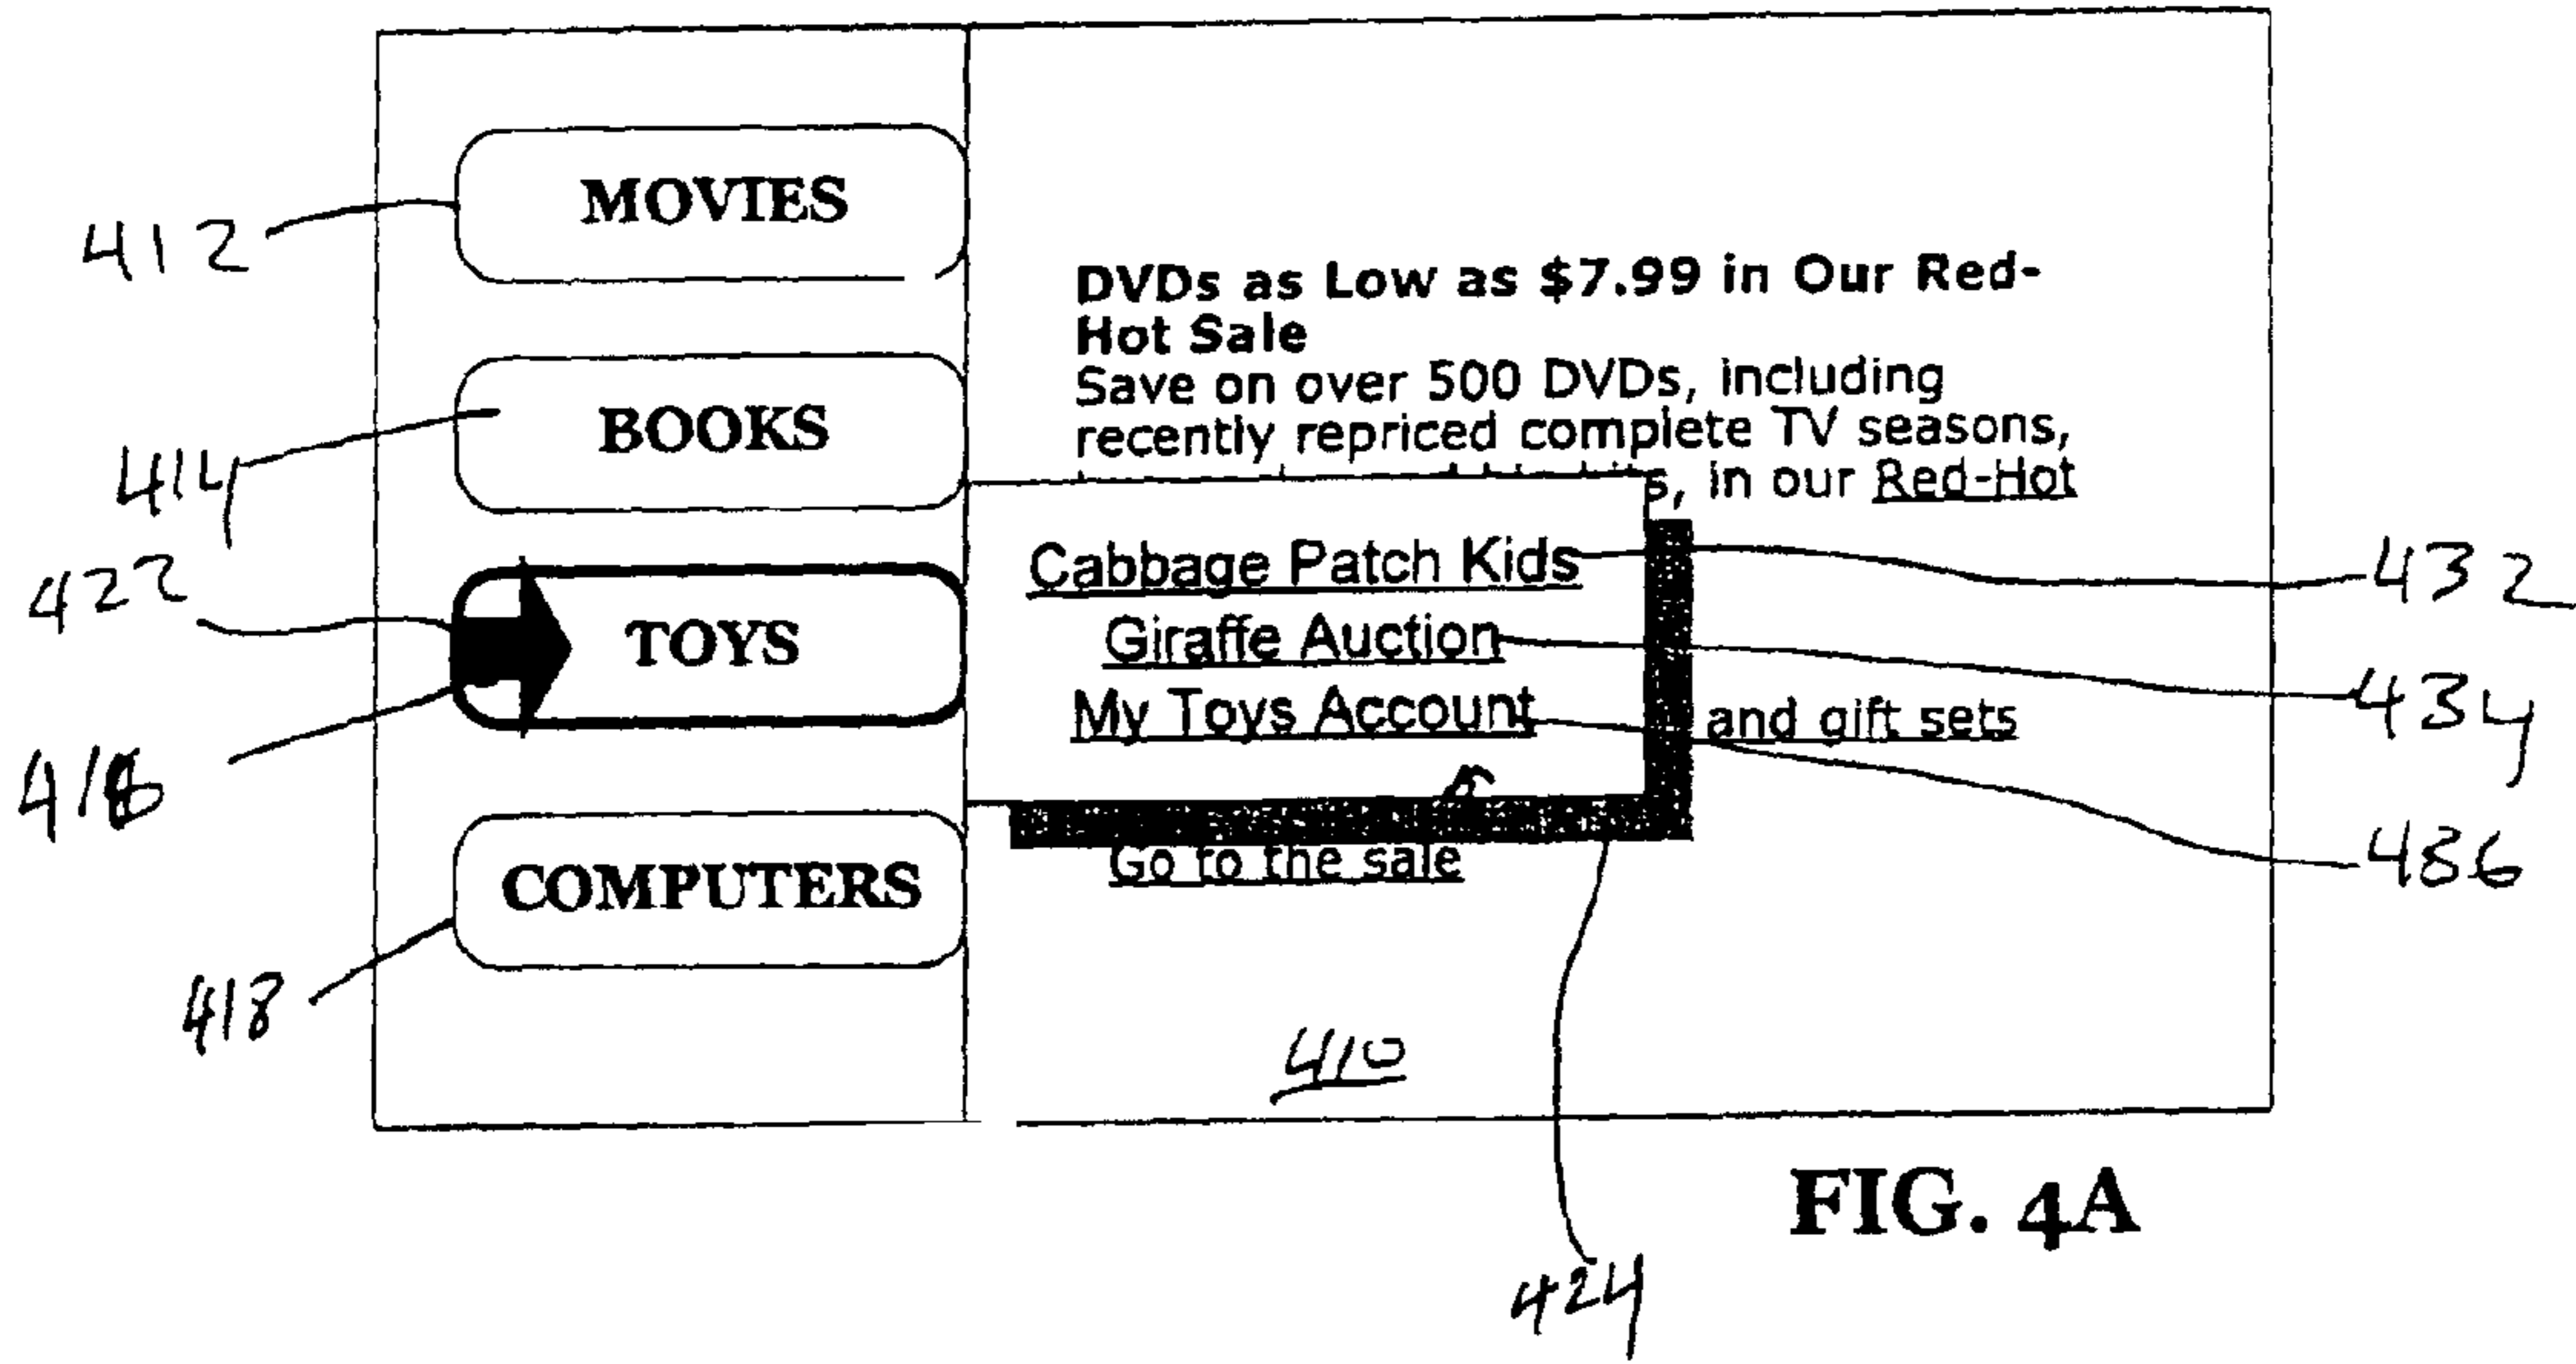 MOVIES
412
DVDs as Low as $7.99 in Our Red-
Hot Sale
Save on over 500 DVDs, including
recently repriced complete TV seasons,
s, in our Red-Hot
BOOKS
414
422
TOYS
Cabbage Patch Kids
432
Giraffe Auction
434
My Toys Account
and gift sets
436
Go to the sale
COMPUTERS
418
410
FIG. 4A
424